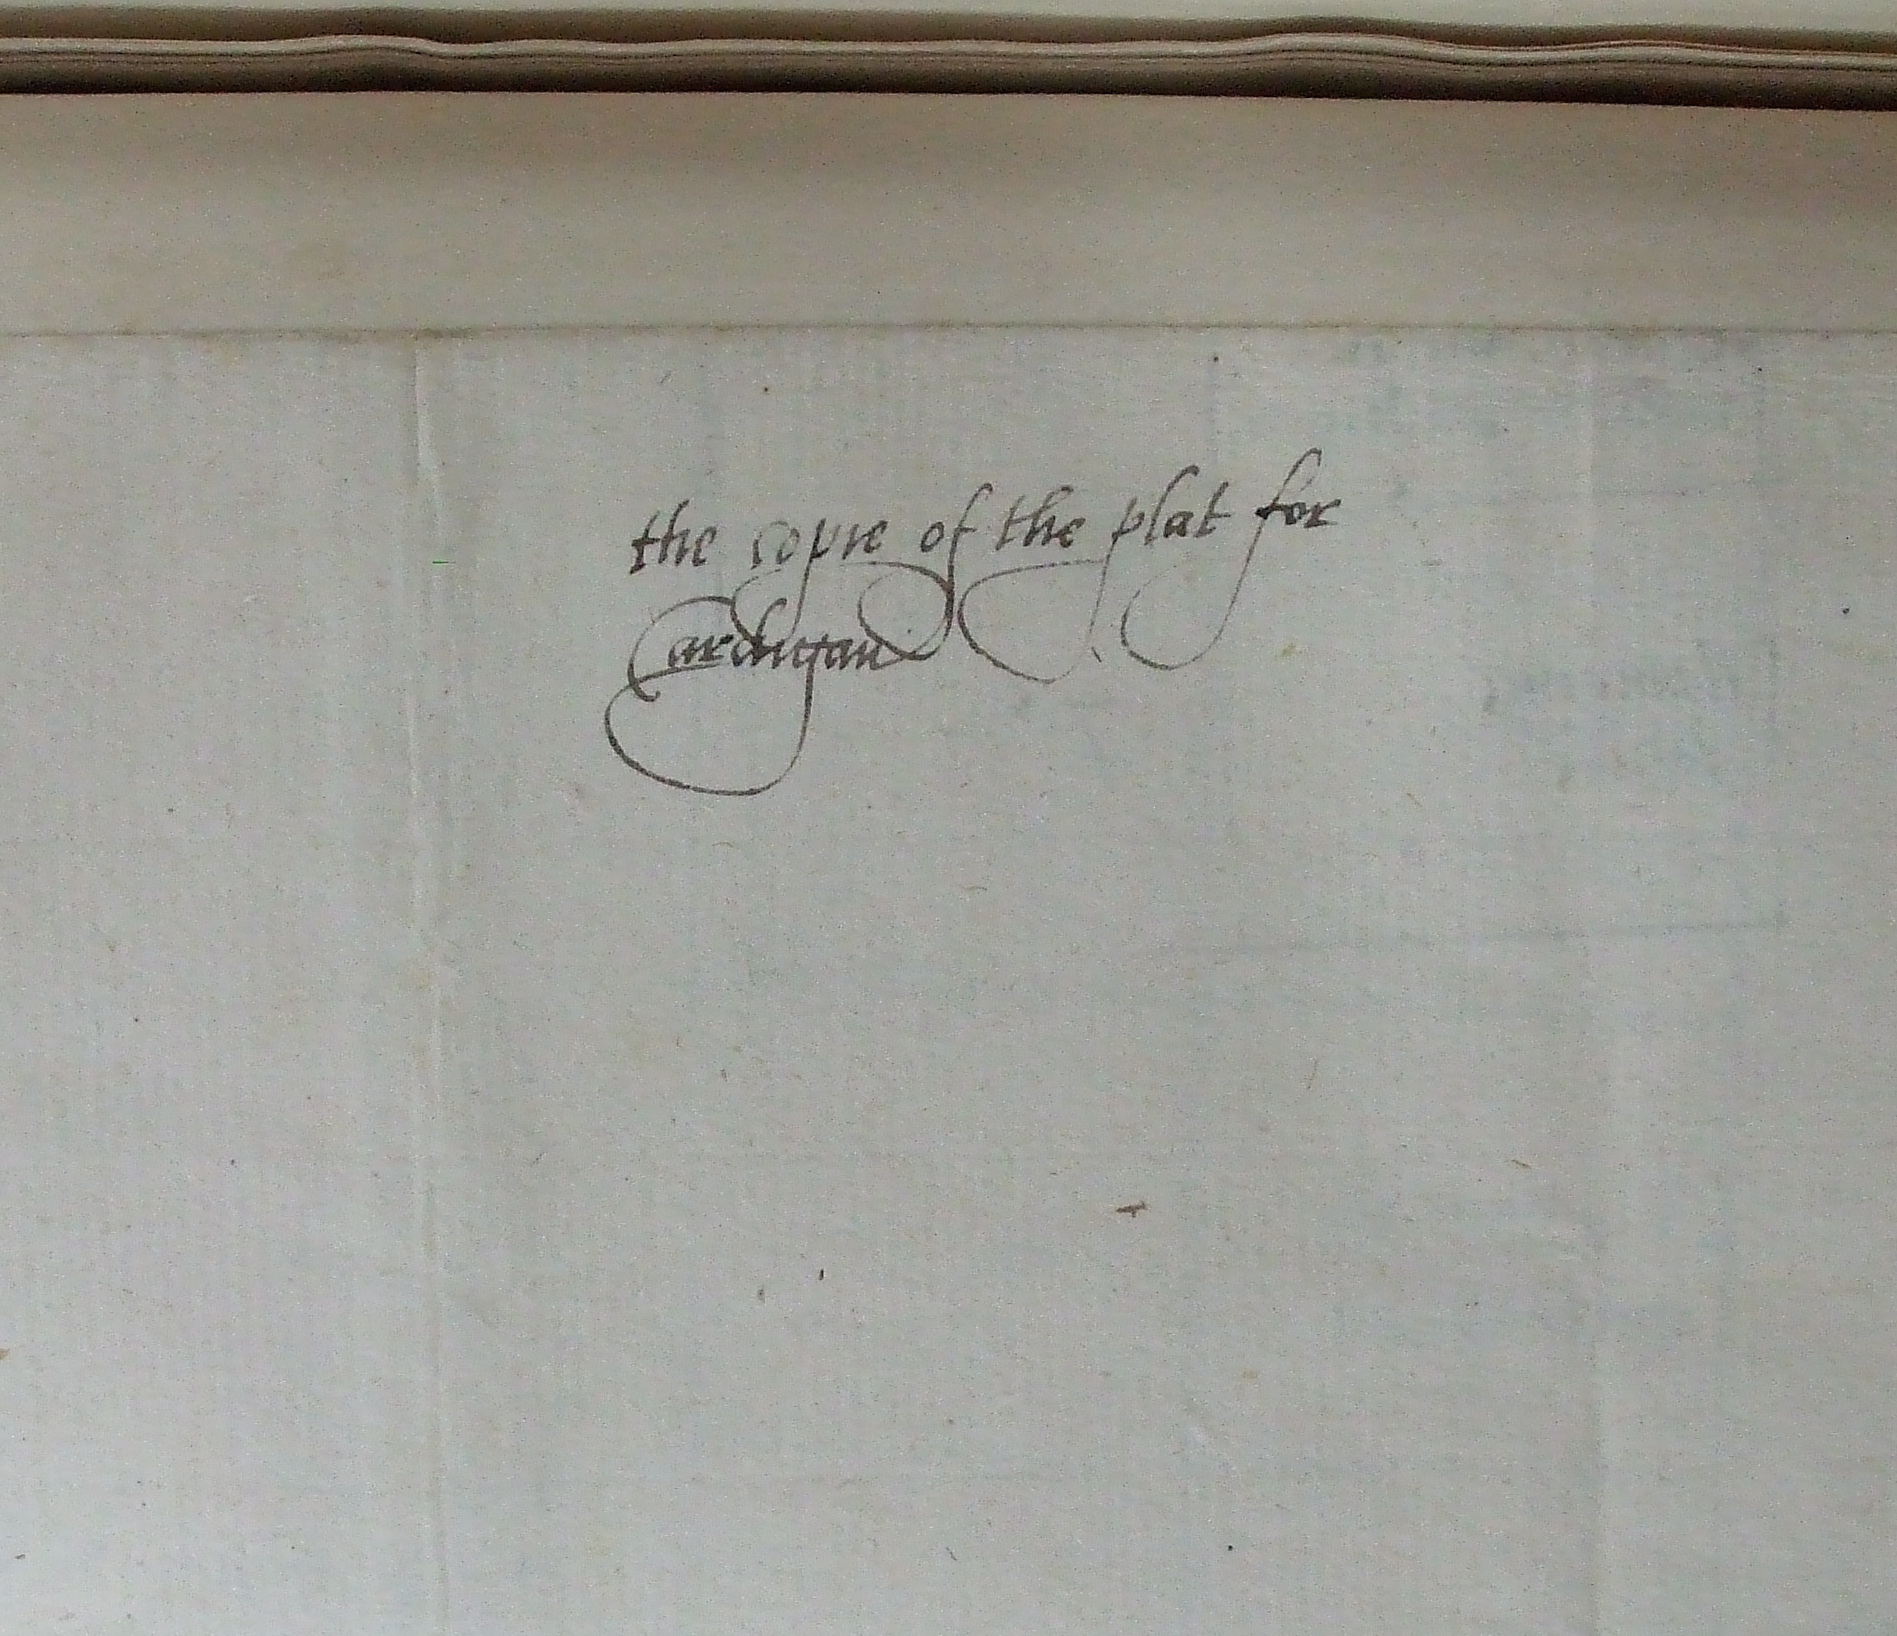 the copie of the plat for
Cardigan